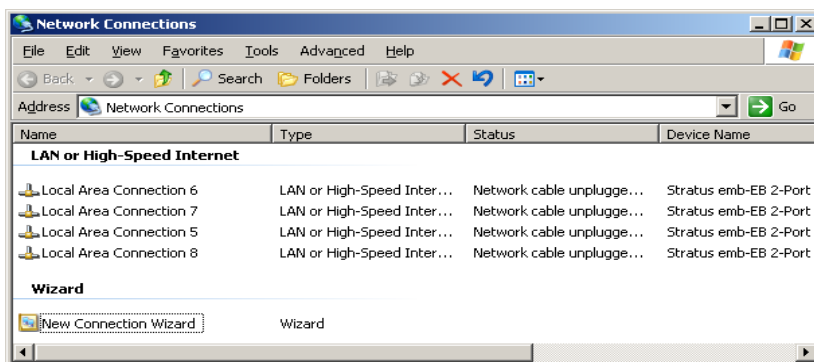 Network Connections
File Edit View Favorites Tools Advanced Help
Back Search Folders
Address Network Connections Go
Name Type Status Device Name
LAN or High-Speed Internet
Local Area Connection 6 LAN or High-Speed Inter... Network cable unplugge... Stratus emb-EB 2-Port
Local Area Connection 7 LAN or High-Speed Inter... Network cable unplugge... Stratus emb-EB 2-Port
Local Area Connection 5 LAN or High-Speed Inter... Network cable unplugge... Stratus emb-EB 2-Port
Local Area Connection 8 LAN or High-Speed Inter... Network cable unplugge... Stratus emb-EB 2-Port
Wizard
New Connection Wizard Wizard